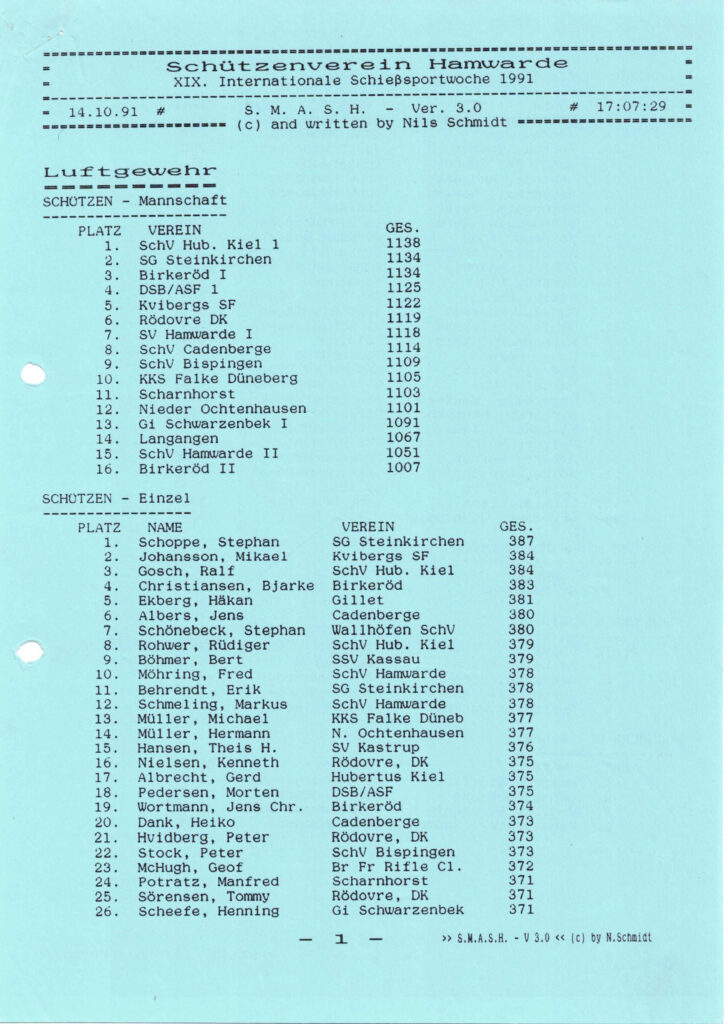 Schützenverein Hamwarde
XIX. Internationale Schießsportwoche 1991
14.10.91 # S. M. A. S. H. - Ver. 3.0 # 17:07:29
(c) and written by Nils Schmidt
Luftgewehr
SCHÜTZEN - Mannschaft
PLATZ VEREIN GES.
1. SchV Hub. Kiel 1 1138
2. SG Steinkirchen 1134
3. Birkeröd I 1134
4. DSB/ASF 1 1125
5. Kvibergs SF 1122
6. Rödovre DK 1119
7. SV Hamwarde I 1118
8. SchV Cadenberge 1114
9. SchV Bispingen 1109
10. KKS Falke Düneberg 1105
11. Scharnhorst 1103
12. Nieder Ochtenhausen 1101
13. Gi Schwarzenbek I 1091
14. Langangen 1067
15. SchV Hamwarde II 1051
16. Birkeröd II 1007
SCHÜTZEN - Einzel
PLATZ NAME VEREIN GES.
1. Schoppe, Stephan SG Steinkirchen 387
2. Johansson, Mikael Kvibergs SF 384
3. Gosch, Ralf SchV Hub. Kiel 384
4. Christiansen, Bjarke Birkeröd 383
5. Ekberg, Håkan Gillet 381
6. Albers, Jens Cadenberge 380
7. Schönebeck, Stephan Wallhöfen SchV 380
8. Rohwer, Rüdiger SchV Hub. Kiel 379
9. Böhmer, Bert SSV Kassau 379
10. Möhring, Fred SchV Hamwarde 378
11. Behrendt, Erik SG Steinkirchen 378
12. Schmeling, Markus SchV Hamwarde 378
13. Müller, Michael KKS Falke Düneb 377
14. Müller, Hermann N. Ochtenhausen 377
15. Hansen, Theis H. SV Kastrup 376
16. Nielsen, Kenneth Rödovre, DK 375
17. Albrecht, Gerd Hubertus Kiel 375
18. Pedersen, Morten DSB/ASF 375
19. Wortmann, Jens Chr. Birkeröd 374
20. Dank, Heiko Cadenberge 373
21. Hvidberg, Peter Rödovre, DK 373
22. Stock, Peter SchV Bispingen 373
23. McHugh, Geof Br Fr Rifle Cl. 372
24. Potratz, Manfred Scharnhorst 371
25. Sörensen, Tommy Rödovre, DK 371
26. Scheefe, Henning Gi Schwarzenbek 371
- 1 - >> S.M.A.S.H. - V 3.0 << (c) by N.Schmidt